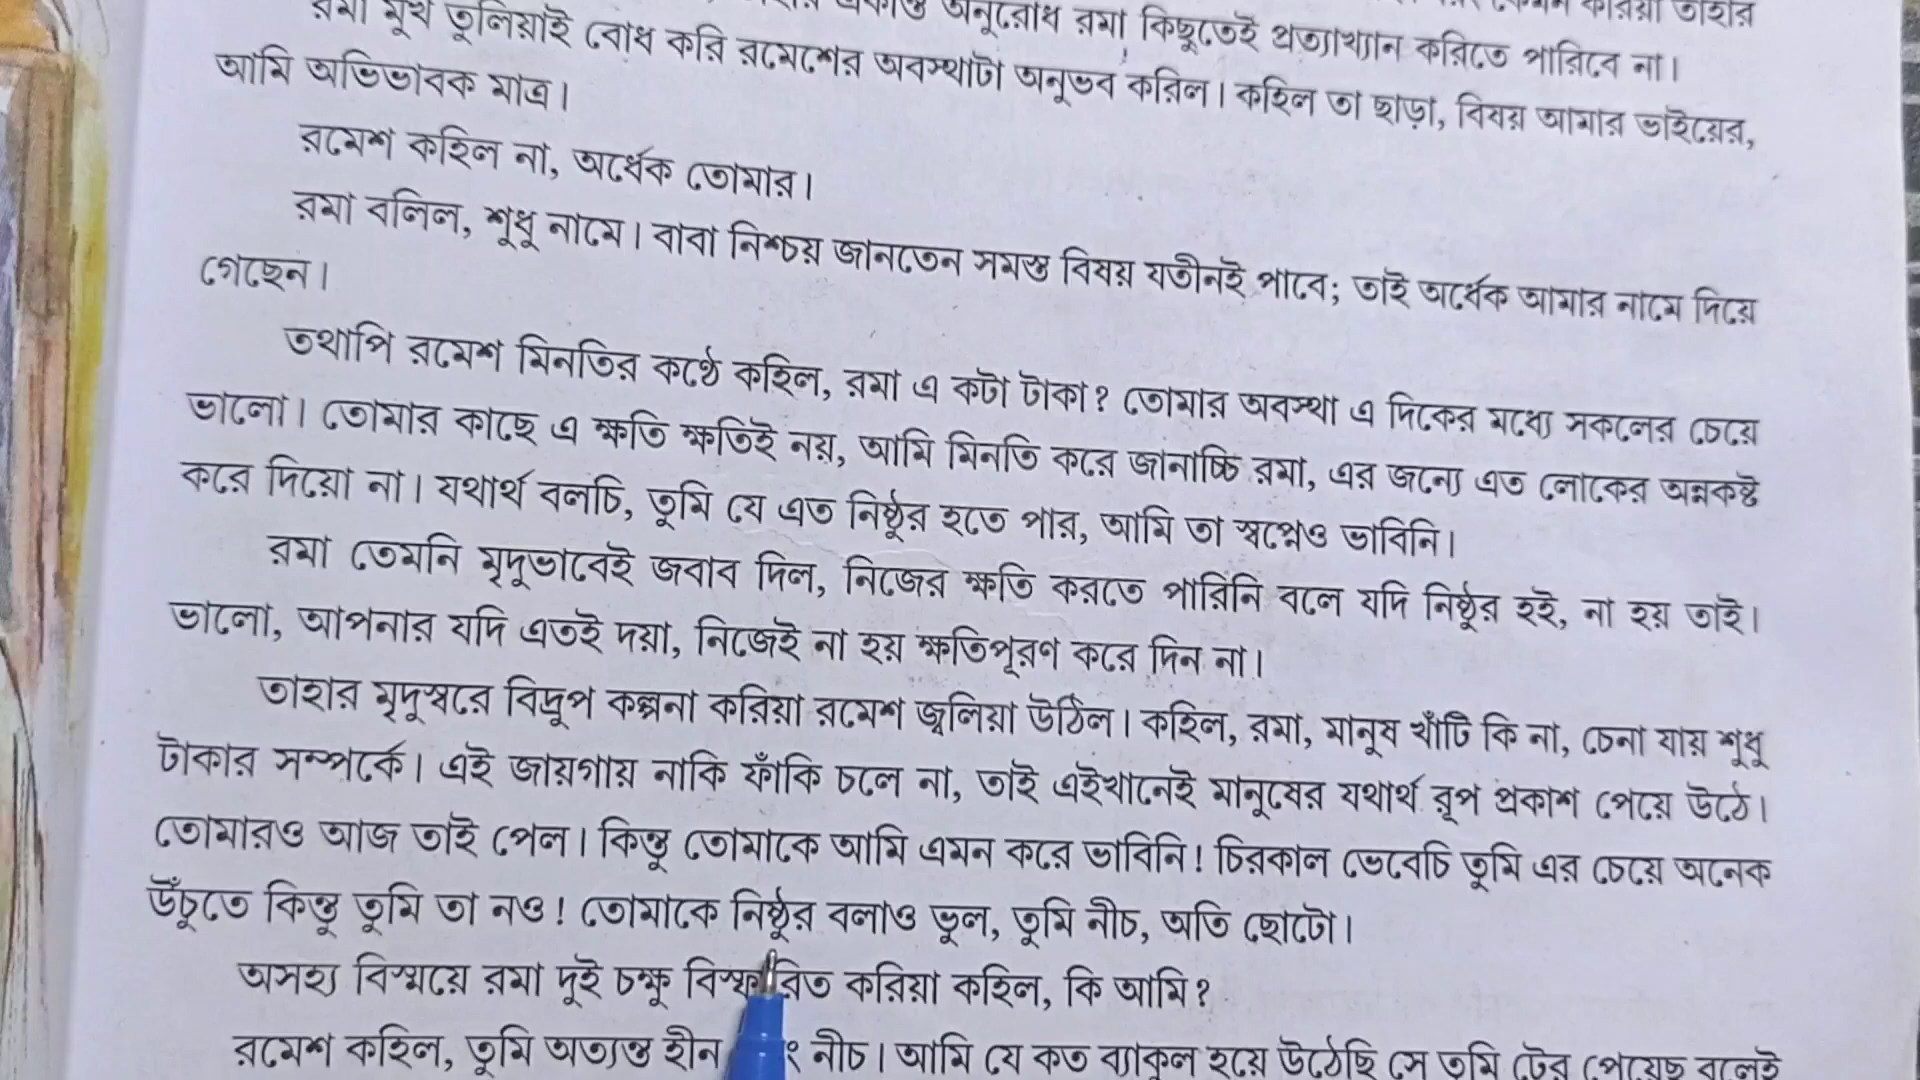 অনুরোধ রমা কিছুতেই প্রত্যাখ্যান করিতে পারিবে না।
রমা মুখ তুলিয়াই বোধ করি রমেশের অবস্থাটা অনুভব করিল। কহিল তা ছাড়া, বিষয় আমার ভাইয়ের,
আমি অভিভাবক মাত্র।
রমেশ কহিল না, অর্ধেক তোমার।
রমা বলিল, শুধু নামে। বাবা নিশ্চয় জানতেন সমস্ত বিষয় যতীনই পাবে; তাই অর্ধেক আমার নামে দিয়ে
গেছেন।
তথাপি রমেশ মিনতির কণ্ঠে কহিল, রমা এ কটা টাকা? তোমার অবস্থা এ দিকের মধ্যে সকলের চেয়ে
ভালো। তোমার কাছে এ ক্ষতি ক্ষতিই নয়, আমি মিনতি করে জানাচ্চি রমা, এর জন্যে এত লোকের অন্নকষ্ট
করে দিয়ো না। যথার্থ বলচি, তুমি যে এত নিষ্ঠুর হতে পার, আমি তা স্বপ্নেও ভাবিনি।
রমা তেমনি মৃদুভাবেই জবাব দিল, নিজের ক্ষতি করতে পারিনি বলে যদি নিষ্ঠুর হই, না হয় তাই।
ভালো, আপনার যদি এতই দয়া, নিজেই না হয় ক্ষতিপূরণ করে দিন না।
তাহার মৃদুস্বরে বিদ্রুপ কল্পনা করিয়া রমেশ জ্বলিয়া উঠিল। কহিল, রমা, মানুষ খাঁটি কি না, চেনা যায় শুধু
টাকার সম্পর্কে। এই জায়গায় নাকি ফাঁকি চলে না, তাই এইখানেই মানুষের যথার্থ রূপ প্রকাশ পেয়ে উঠে।
তোমারও আজ তাই পেল। কিন্তু তোমাকে আমি এমন করে ভাবিনি! চিরকাল ভেবেচি তুমি এর চেয়ে অনেক
উঁচুতে কিন্তু তুমি তা নও! তোমাকে নিষ্ঠুর বলাও ভুল, তুমি নীচ, অতি ছোটো।
অসহ্য বিস্ময়ে রমা দুই চক্ষু করিয়া কহিল, কি আমি?
রমেশ কহিল, তুমি অত্যন্ত হীন নীচ। আমি যে কত ব্যাকুল হয়ে উঠেছি সে তুমি টের পেয়েছ বলেই